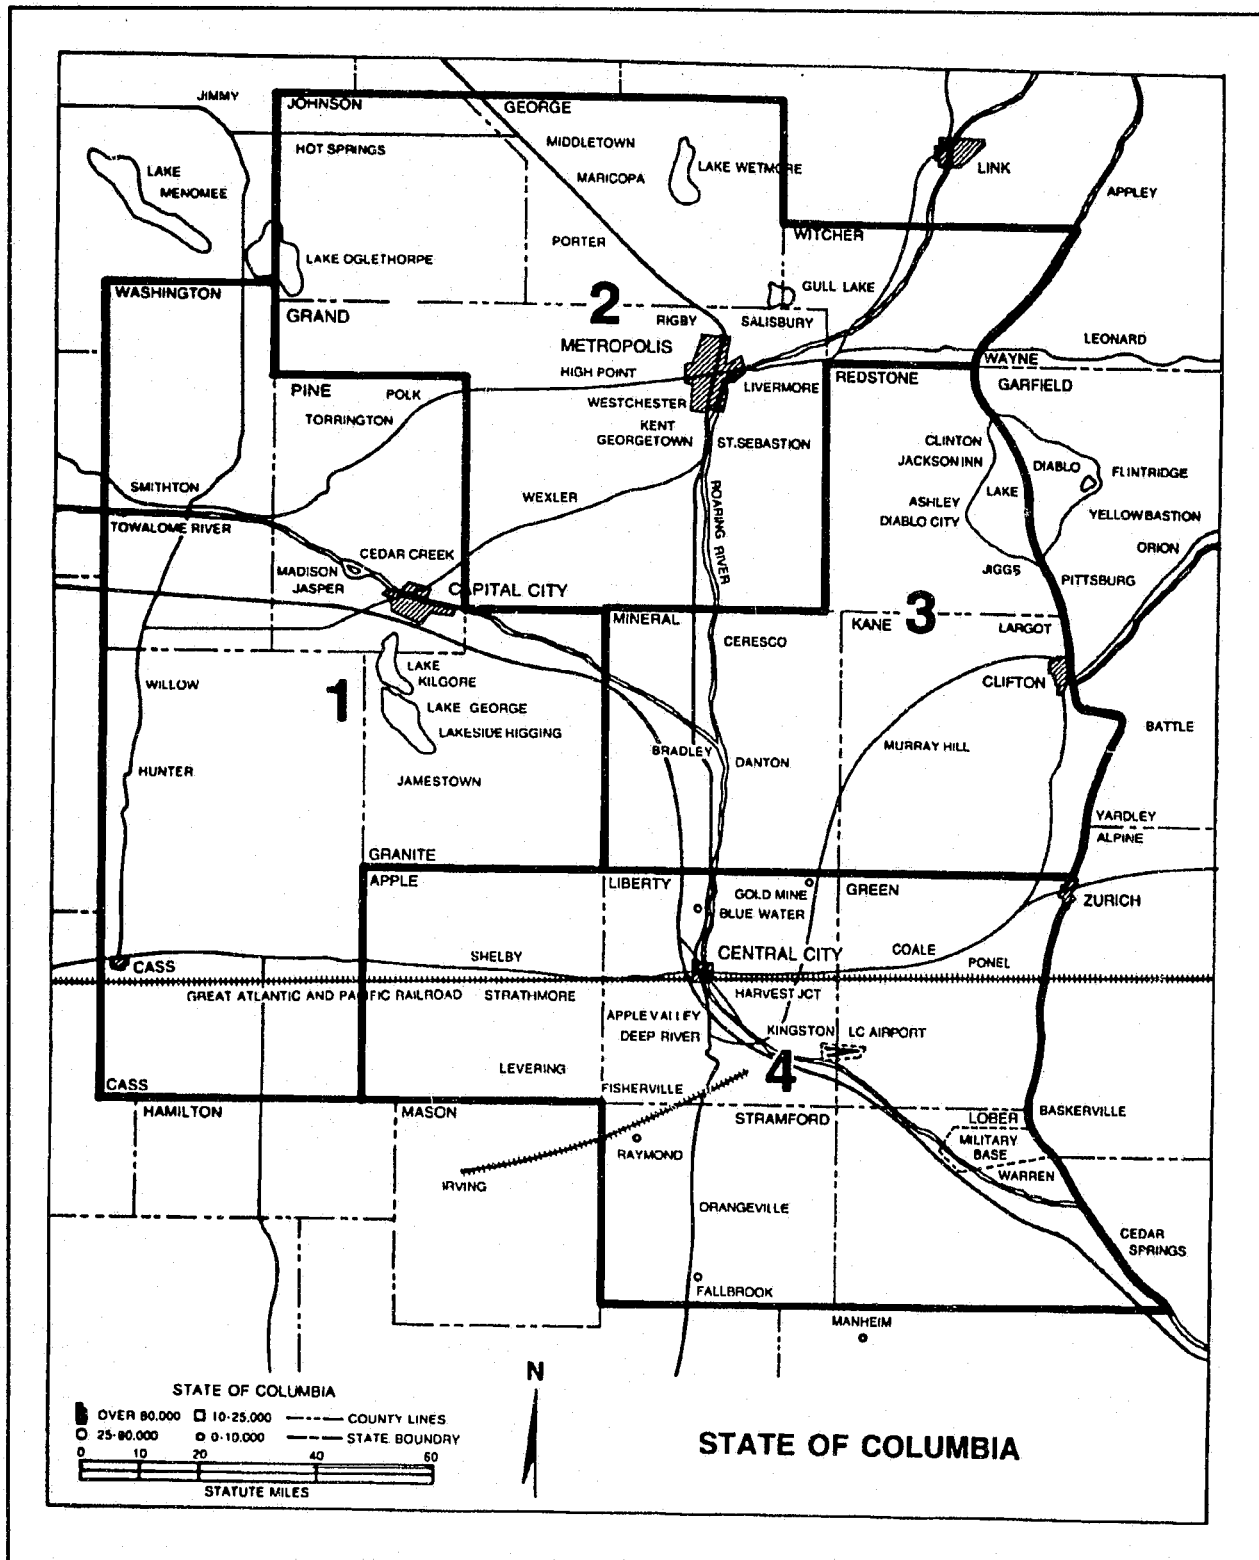 JIMMY
JOHNSON
GEORGE
HOT SPRINGS
MIDDLETOWN
MARICOPA
LAKE WETMORE
LINK
LAKE
MENOMEE
APPLEY
PORTER
WITCHER
LAKE OGLETHORPE
GULL LAKE
WASHINGTON
GRAND
2
RIGBY
SALISBURY
METROPOLIS
LEONARD
WAYNE
HIGH POINT
LIVERMORE
REDSTONE
GARFIELD
PINE
POLK
WESTCHESTER
TORRINGTON
KENT
GEORGETOWN
ST. SEBASTION
CLINTON
JACKSON INN
DIABLO
FLINTRIDGE
SMITHTON
WEXLER
ROARING RIVER
LAKE
ASHLEY
DIABLO CITY
YELLOW BASTION
TOWALOME RIVER
ORION
CEDAR CREEK
MADISON
JASPER
CAPITAL CITY
JIGGS
PITTSBURG
MINERAL
KANE
3
LARGOT
CERESCO
WILLOW
1
LAKE
KILGORE
CLIFTON
LAKE GEORGE
LAKESIDE HIGGING
BATTLE
BRADLEY
DANTON
MURRAY HILL
HUNTER
JAMESTOWN
YARDLEY
ALPINE
GRANITE
APPLE
LIBERTY
GOLD MINE
GREEN
BLUE WATER
ZURICH
CENTRAL CITY
COALE
SHELBY
PONEL
CASS
GREAT ATLANTIC AND PACIFIC RAILROAD
STRATHMORE
HARVEST JCT
APPLE VALLEY
DEEP RIVER
KINGSTON
LC AIRPORT
LEVERING
4
CASS
FISHERVILLE
HAMILTON
MASON
STRAMFORD
LOBER
BASKERVILLE
MILITARY
BASE
RAYMOND
WARREN
IRVING
ORANGEVILLE
CEDAR
SPRINGS
FALLBROOK
MANHEIM
N
STATE OF COLUMBIA
OVER 80,000 10-25,000 COUNTY LINES
25-80,000 0-10,000 STATE BOUNDRY
0 10 20 40 60
STATUTE MILES
STATE OF COLUMBIA